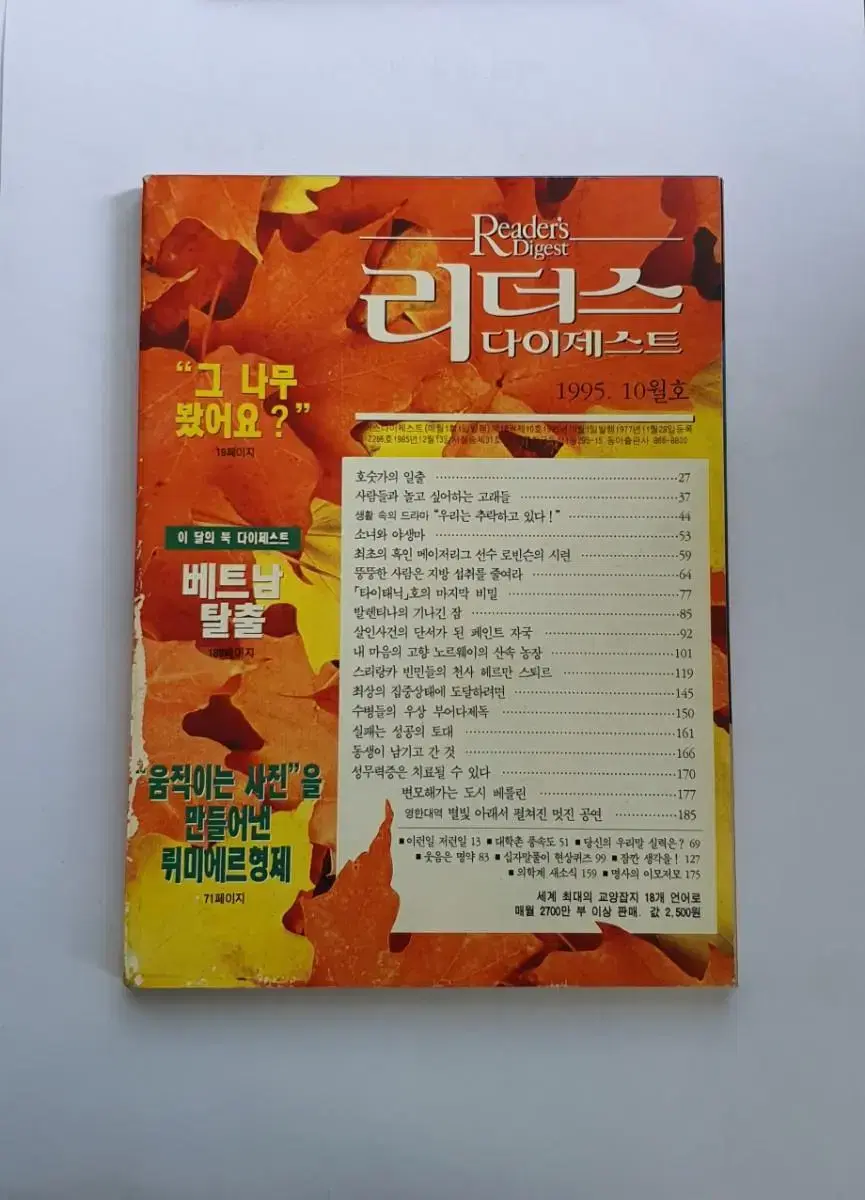 Reader's
Digest
리더스
다이제스트
1995. 10월호
"그 나무
봤어요?"
19페이지
이 달의 북 다이제스트
베트남
탈출
페이지
"움직이는 사진"을
만들어낸
뤼미에르형제
71페이지
호숫가의 일출 27
사람들과 놀고 싶어하는 고래들 37
생활 속의 드라마 "우리는 추락하고 있다!" 44
소녀와 야생마 53
최초의 흑인 메이저리그 선수 로빈슨의 시련 59
뚱뚱한 사람은 지방 섭취를 줄여라 64
「타이태닉」호의 마지막 비밀 77
발렌티나의 기나긴 잠 85
살인사건의 단서가 된 페인트 자국 92
내 마음의 고향 노르웨이의 산속 농장 101
스리랑카 빈민들의 천사 헤르만 스퇴르 119
최상의 집중상태에 도달하려면 145
수병들의 우상 부어다제독 150
실패는 성공의 토대 161
동생이 남기고 간 것 166
성무력증은 치료될 수 있다 170
변모해가는 도시 베를린 177
영한대역 별빛 아래서 펼쳐진 멋진 공연 185
■ 이런일 저런일 13 ■ 대학촌 풍속도 51 ■ 당신의 우리말 실력은? 69
■ 웃음은 명약 83 ■ 십자말풀이 현상퀴즈 99 ■ 잠깐 생각을! 127
■ 의학계 새소식 159 ■ 명사의 이모저모 175
세계 최대의 교양잡지 18개 언어로
매월 2700만 부 이상 판매. 값 2,500원